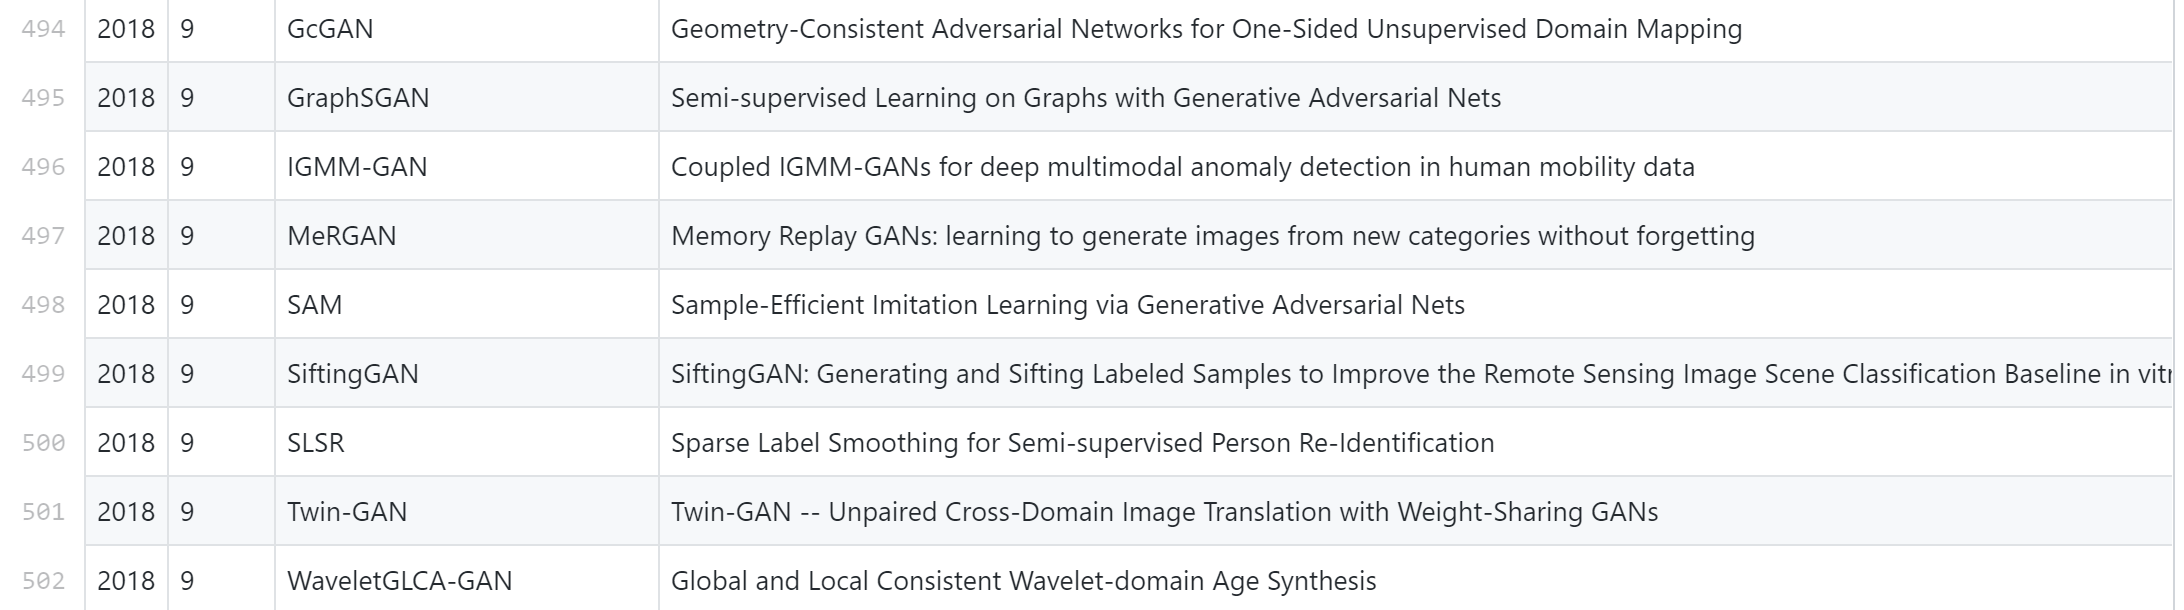 494 2018 9 GcGAN Geometry-Consistent Adversarial Networks for One-Sided Unsupervised Domain Mapping
495 2018 9 GraphSGAN Semi-supervised Learning on Graphs with Generative Adversarial Nets
496 2018 9 IGMM-GAN Coupled IGMM-GANs for deep multimodal anomaly detection in human mobility data
497 2018 9 MeRGAN Memory Replay GANs: learning to generate images from new categories without forgetting
498 2018 9 SAM Sample-Efficient Imitation Learning via Generative Adversarial Nets
499 2018 9 SiftingGAN SiftingGAN: Generating and Sifting Labeled Samples to Improve the Remote Sensing Image Scene Classification Baseline in
500 2018 9 SLSR Sparse Label Smoothing for Semi-supervised Person Re-Identification
501 2018 9 Twin-GAN Twin-GAN -- Unpaired Cross-Domain Image Translation with Weight-Sharing GANs
502 2018 9 WaveletGLCA-GAN Global and Local Consistent Wavelet-domain Age Synthesis